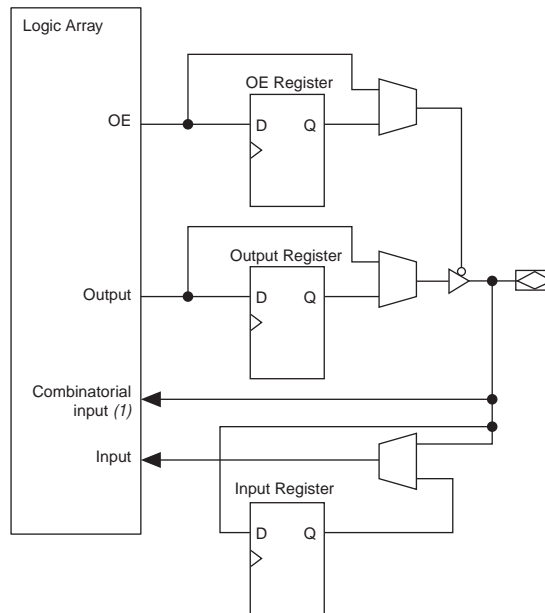 Logic Array
OE Register
OE
D Q
Output Register
Output
D Q
Combinatorial
input (1)
Input
Input Register
D Q